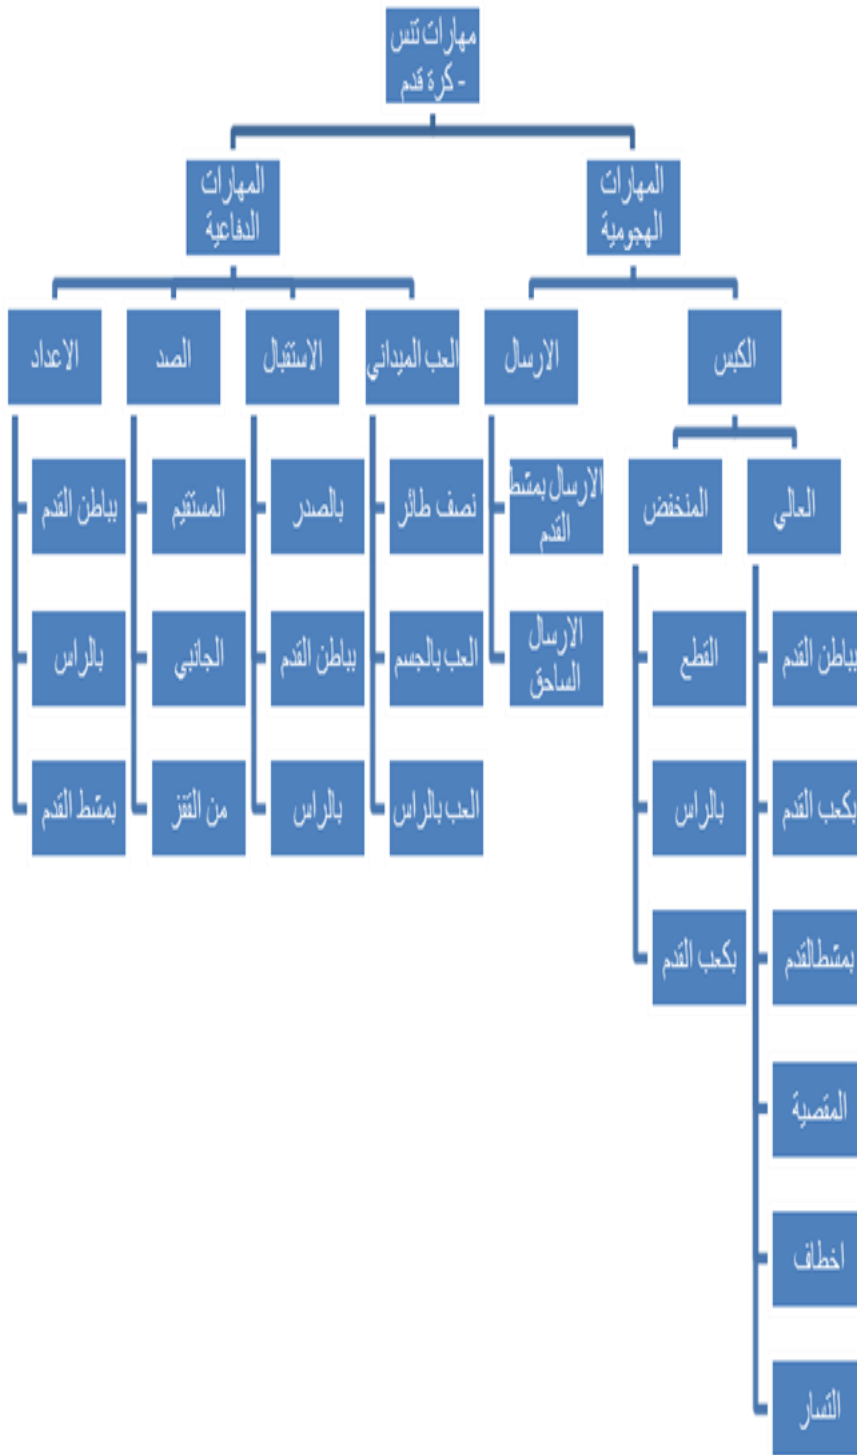 مهارات تنس
- كرة قدم
المهارات
الهجومية
المهارات
الدفاعية
الكبس
الارسال
العب الميداني
الاستقبال
الصد
الاعداد
العالي
المنخفض
الارسال بمشط
القدم
نصف طائر
بالصدر
المستقيم
بباطن القدم
بباطن القدم
القطع
الارسال
الساحق
العب بالجسم
بباطن القدم
الجانبي
بالراس
بكعب القدم
بالراس
العب بالراس
بالراس
من القفز
بمشط القدم
بمشطالقدم
بكعب القدم
المقصية
اخطاف
التسار